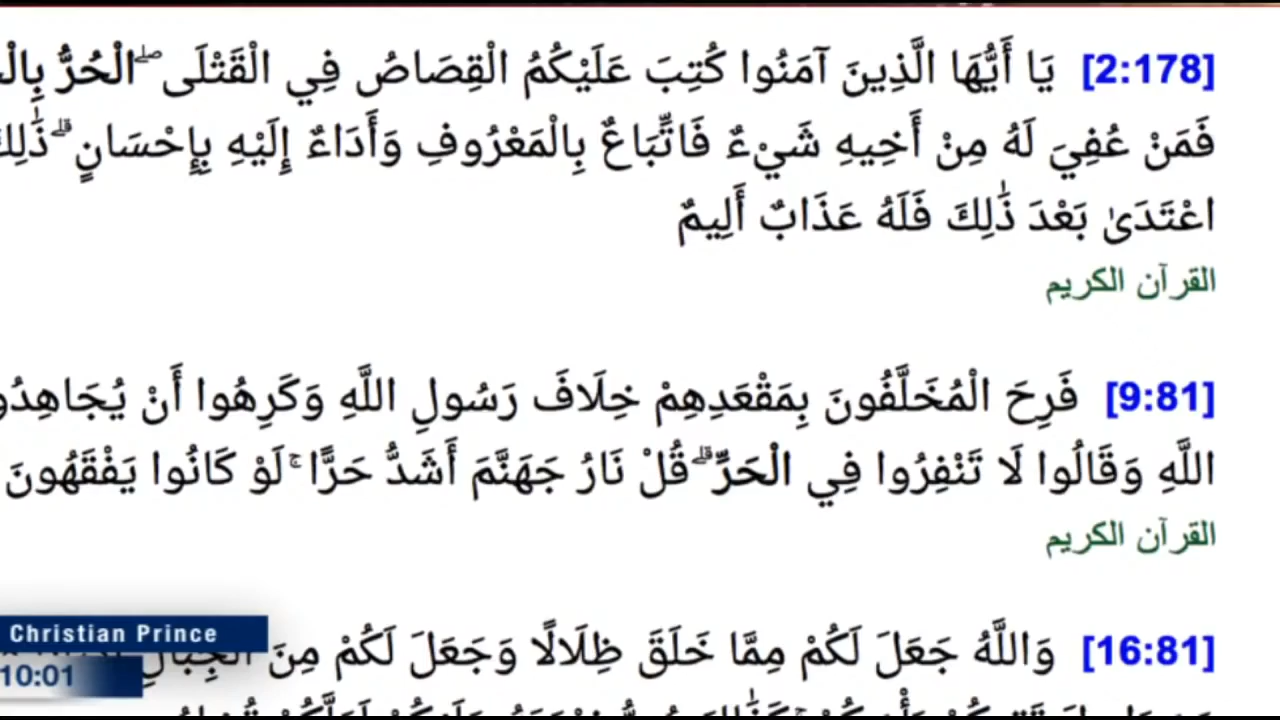 [2:178] يَا أَيُّهَا الَّذِينَ آمَنُوا كُتِبَ عَلَيْكُمُ الْقِصَاصُ فِي الْقَتْلَى ۖ الْحُرُّ
فَمَنْ عُفِيَ لَهُ مِنْ أَخِيهِ شَيْءٌ فَاتِّبَاعٌ بِالْمَعْرُوفِ وَأَدَاءٌ إِلَيْهِ بِإِحْسَانٍ ۗ ذَٰلِكَ
اعْتَدَىٰ بَعْدَ ذَٰلِكَ فَلَهُ عَذَابٌ أَلِيمٌ
القرآن الكريم
[9:81] فَرِحَ الْمُخَلَّفُونَ بِمَقْعَدِهِمْ خِلَافَ رَسُولِ اللَّهِ وَكَرِهُوا أَنْ يُجَاهِدُو
اللَّهِ وَقَالُوا لَا تَنْفِرُوا فِي الْحَرِّ ۗ قُلْ نَارُ جَهَنَّمَ أَشَدُّ حَرًّا ۚ لَوْ كَانُوا يَفْقَهُونَ
القرآن الكريم
[16:81] وَاللَّهُ جَعَلَ لَكُمْ مِمَّا خَلَقَ ظِلَالًا وَجَعَلَ لَكُمْ مِنَ الْجِبَالِ
Christian Prince
10:01